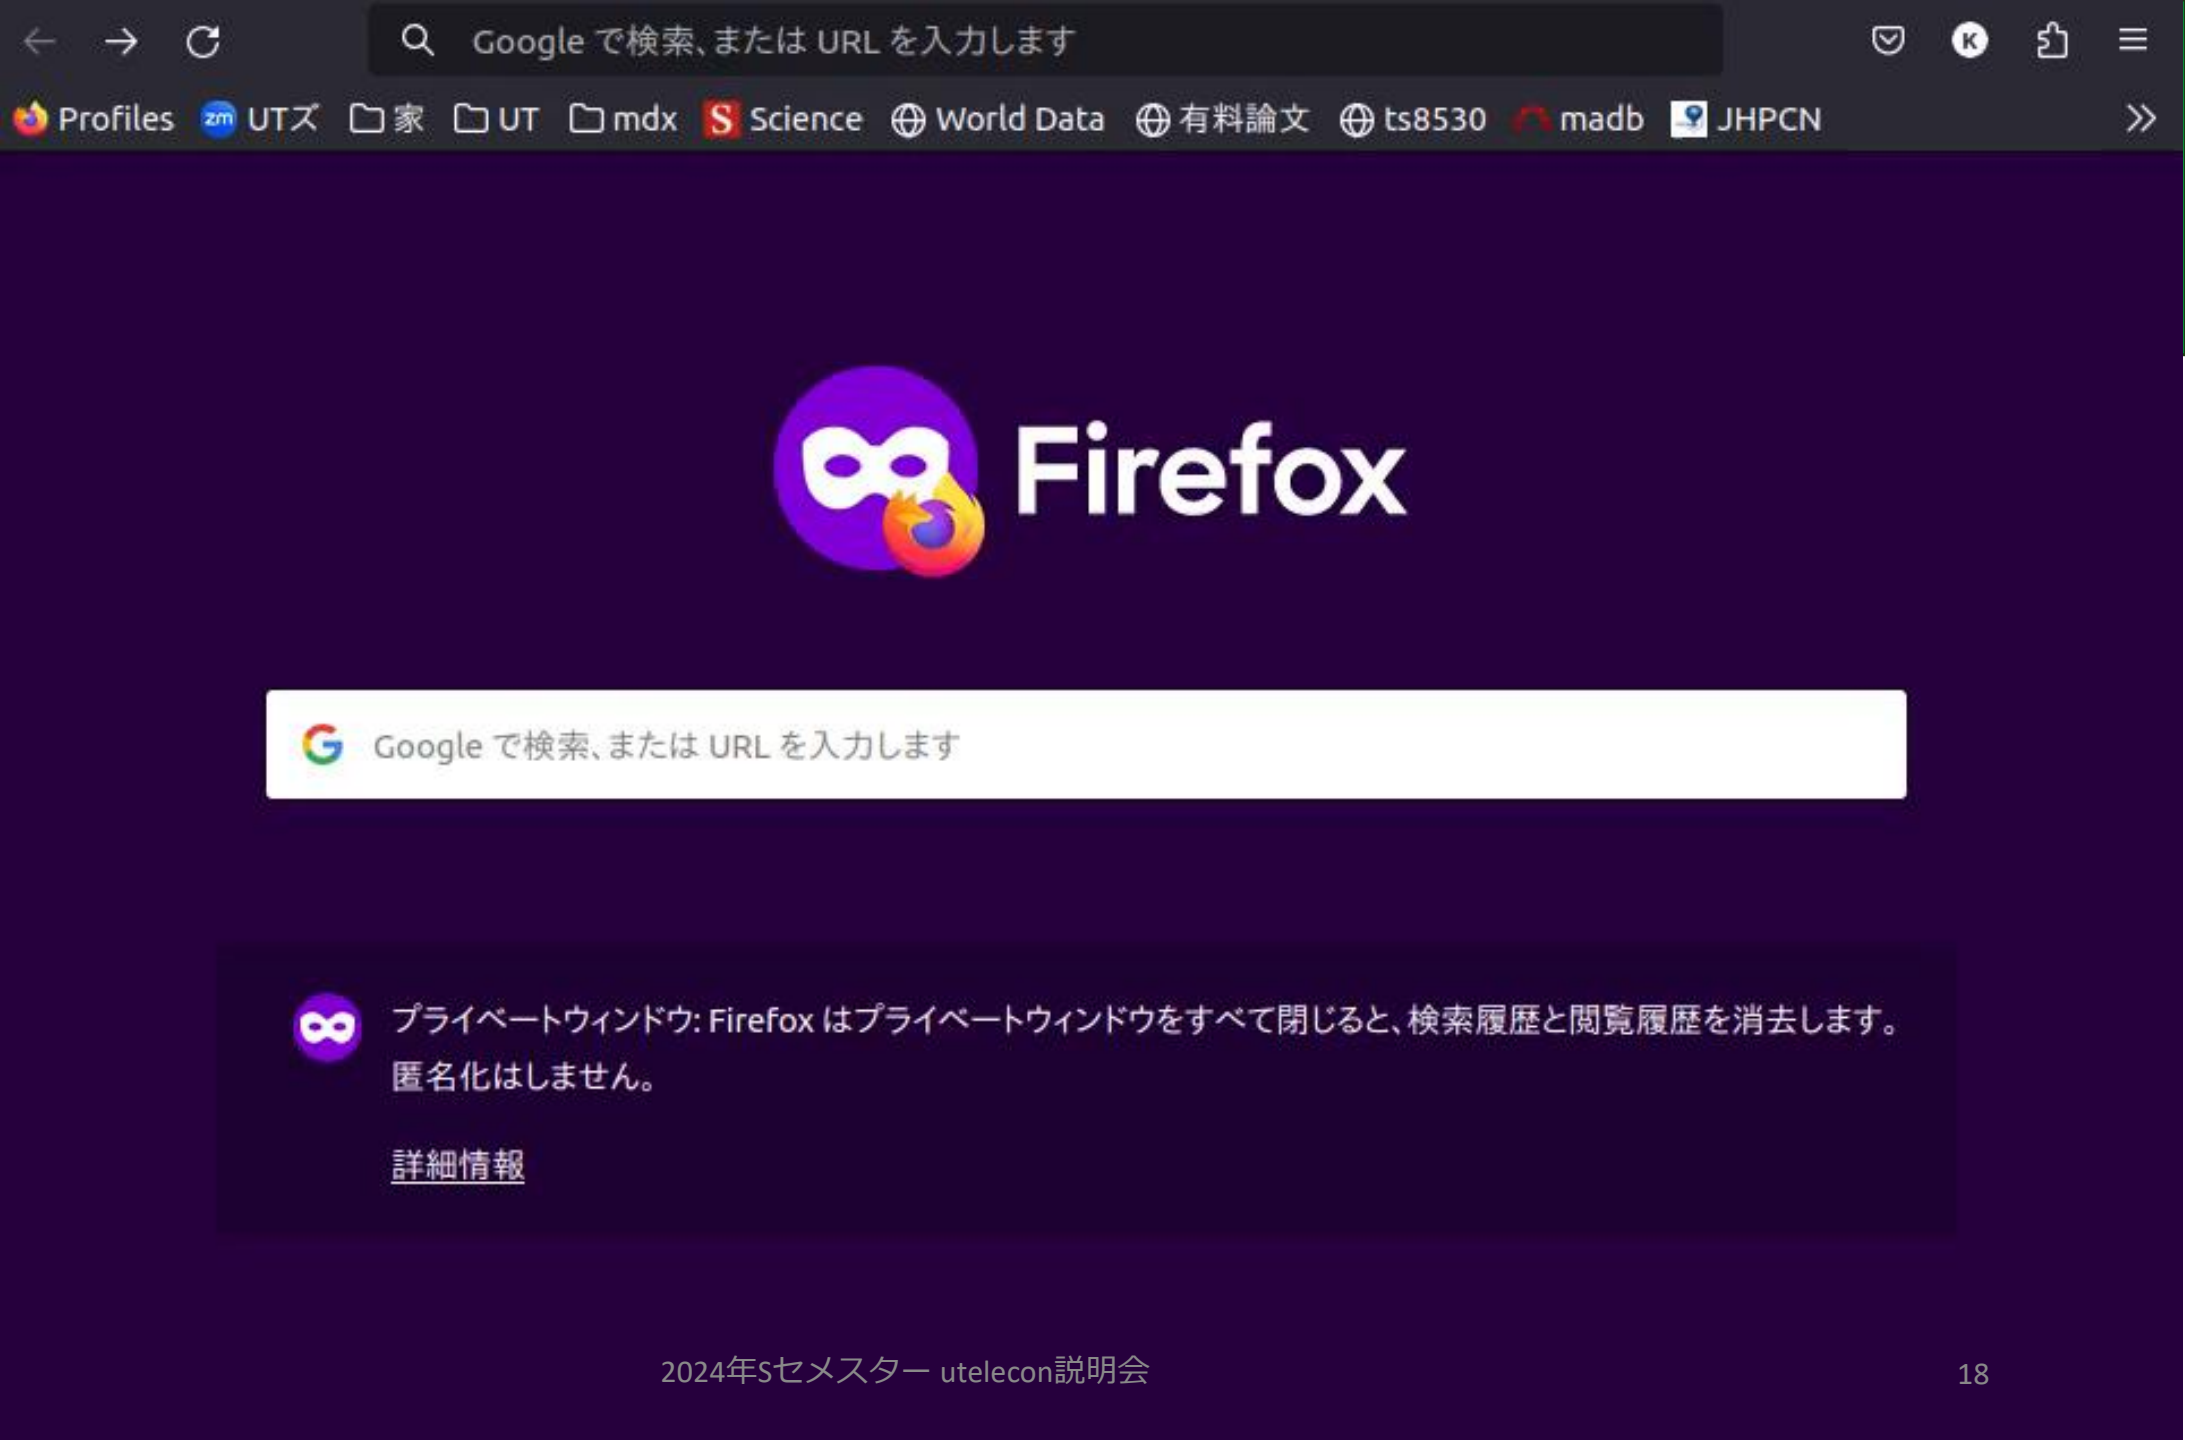 Google で検索、または URL を入力します
K
Profiles zm UTズ 家 UT mdx S Science World Data 有料論文 ts8530 madb JHPCN
Firefox
G Google で検索、または URL を入力します
プライベートウィンドウ: Firefox はプライベートウィンドウをすべて閉じると、検索履歴と閲覧履歴を消去します。
匿名化はしません。
詳細情報
2024年Sセメスター utelecon説明会
18